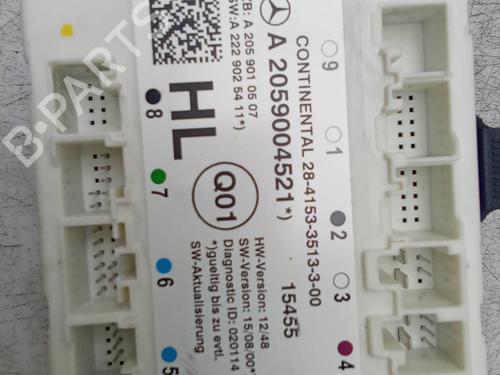 CONTINENTAL 28-4153-3513-3-00
A 2059004521*)
15455
ZB: A 205 901 05 07
SW:A 222 902 54 11*)
HL
Q01
HW-Version: 12/48
SW-Version: 15/08/00*)
Diagnostic ID: 020114
*)gueltig bis zu evtl.
SW-Aktualisierung
9
1
2
3
4
8
7
6
5
B-PARTS